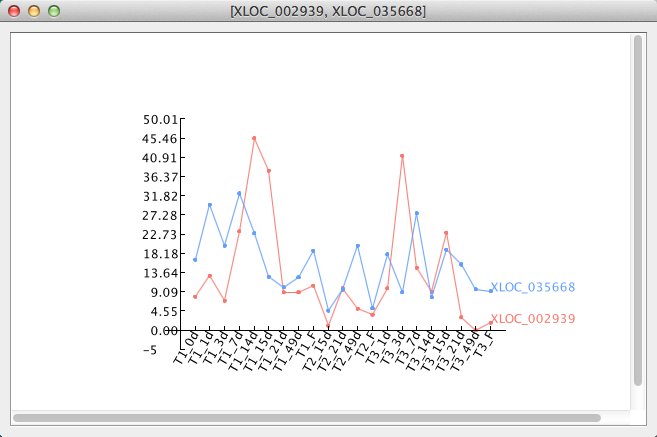 [XLOC_002939, XLOC_035668]
50.01
45.46
40.91
36.37
31.82
27.28
22.73
18.18
13.64
9.09
4.55
0.00
−5
XLOC_035668
XLOC_002939
T1_0d
T1_1d
T1_3d
T1_7d
T1_14d
T1_15d
T1_21d
T1_49d
T1_F
T2_15d
T2_21d
T2_49d
T2_F
T3_1d
T3_3d
T3_7d
T3_14d
T3_15d
T3_21d
T3_49d
T3_F